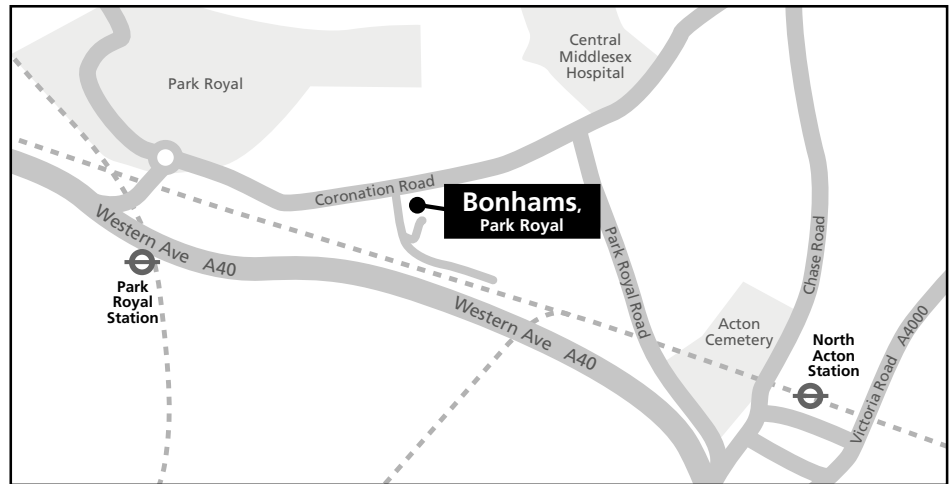 Central
Middlesex
Hospital
Park Royal
Coronation Road
Bonhams,
Park Royal
Western Ave A40
Park
Royal
Station
Park Royal Road
Chase Road
Western Ave A40
Acton
Cemetery
North
Acton
Station
Victoria Road A4000